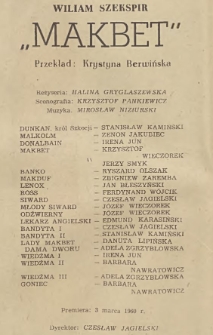 WILIAM SZEKSPIR
„MAKBET"
Przekład: Krystyna Berwińska
Reżyseria: HALINA GRYGLASZEWSKA
Scenografia: KRZYSZTOF PANKIEWICZ
Muzyka: MIROSŁAW NIZIURSKI
DUNKAN król Szkocji - STANISŁAW KAMIŃSKI
MALKOLM - ZENON JAKUBIEC
DONALBAIN - IRENA JUN
MAKBET - KRZYSZTOF
WIECZOREK
JERZY SMYK
BANKO - RYSZARD OLSZAK
MAKDUF - ZBIGNIEW ZAREMBA
LENOX - JAN BŁESZYŃSKI
ROSS - FERDYNAND WÓJCIK
SIWARD - CZESŁAW JAGIELSKI
MŁODY SIWARD - JÓZEF WIECZOREK
ODŹWIERNY - JÓZEF WIECZOREK
LEKARZ ANGIELSKI - EDMUND KARASIŃSKI
BANDYTA I - CZESŁAW JAGIELSKI
BANDYTA II - STANISŁAW KAMIŃSKI
LADY MAKBET - DANUTA LIPIŃSKA
DAMA DWORU - ADELA ZGRZYBŁOWSKA
WIEDŹMA I - IRENA JUN
WIEDŹMA II - BARBARA
NAWRATOWICZ
WIEDŹMA III - ADELA ZGRZYBŁOWSKA
GONIEC - BARBARA
NAWRATOWICZ
Premiera: 5 marca 1960 r.
Dyrektor: CZESŁAW JAGIELSKI